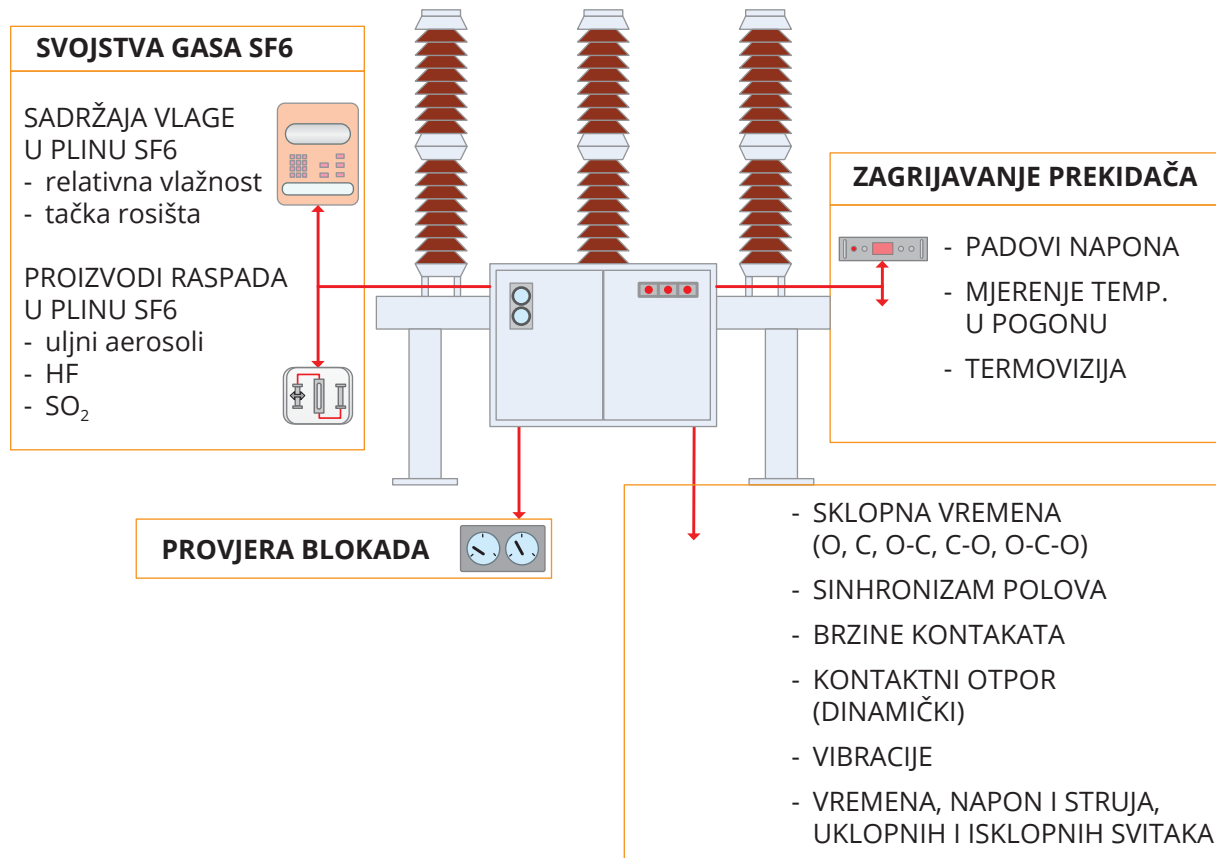 SVOJSTVA GASA SF6
SADRŽAJA VLAGE
U PLINU SF6
- relativna vlažnost
- tačka rosišta
PROIZVODI RASPADA
U PLINU SF6
- uljni aerosoli
- HF
- SO₂
ZAGRIJAVANJE PREKIDAČA
- PADOVI NAPONA
- MJERENJE TEMP.
U POGONU
- TERMOVIZIJA
PROVJERA BLOKADA
- SKLOPNA VREMENA
(O, C, O-C, C-O, O-C-O)
- SINHRONIZAM POLOVA
- BRZINE KONTAKATA
- KONTAKTNI OTPOR
(DINAMIČKI)
- VIBRACIJE
- VREMENA, NAPON I STRUJA,
UKLOPNIH I ISKLOPNIH SVITAKA